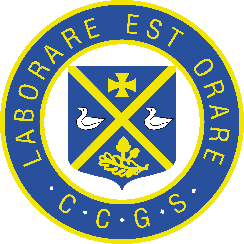 LABORARE EST ORARE
· C · C · G · S ·